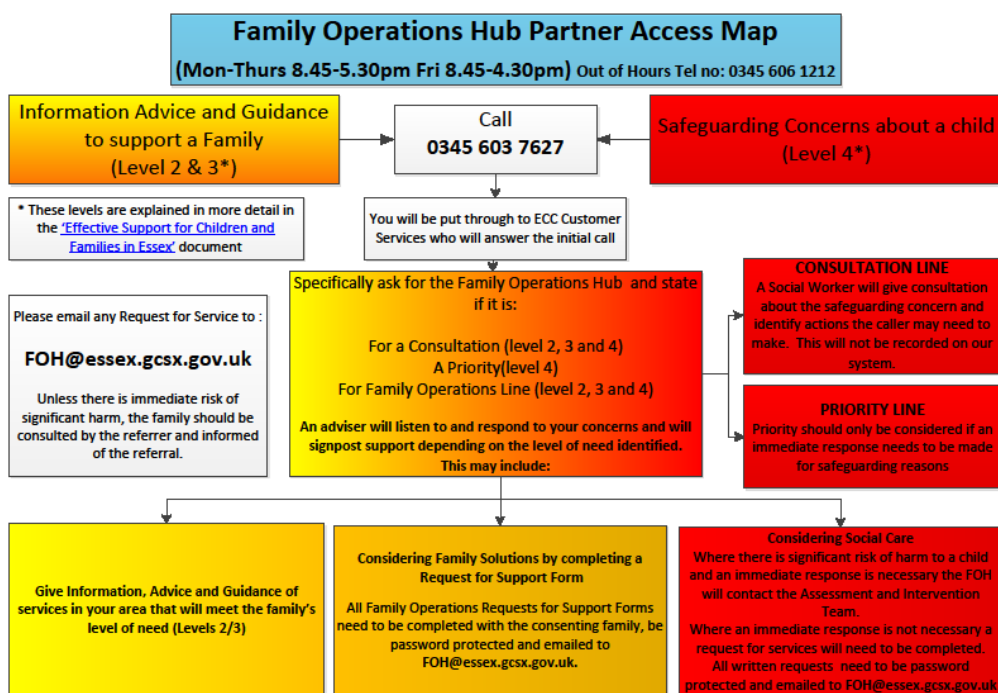 Family Operations Hub Partner Access Map
(Mon-Thurs 8.45-5.30pm Fri 8.45-4.30pm) Out of Hours Tel no: 0345 606 1212
Information Advice and Guidance
to support a Family
(Level 2 & 3*)
Call
0345 603 7627
Safeguarding Concerns about a child
(Level 4*)
* These levels are explained in more detail in
the ‘Effective Support for Children and
Families in Essex’ document
You will be put through to ECC Customer
Services who will answer the initial call
Please email any Request for Service to :
FOH@essex.gcsx.gov.uk
Unless there is immediate risk of
significant harm, the family should be
consulted by the referrer and informed
of the referral.
Specifically ask for the Family Operations Hub and state
if it is:
For a Consultation (level 2, 3 and 4)
A Priority(level 4)
For Family Operations Line (level 2, 3 and 4)
An adviser will listen to and respond to your concerns and will
signpost support depending on the level of need identified.
This may include:
CONSULTATION LINE
A Social Worker will give consultation
about the safeguarding concern and
identify actions the caller may need to
make. This will not be recorded on our
system.
PRIORITY LINE
Priority should only be considered if an
immediate response needs to be made
for safeguarding reasons
Give Information, Advice and Guidance of
services in your area that will meet the family’s
level of need (Levels 2/3)
Considering Family Solutions by completing a
Request for Support Form
All Family Operations Requests for Support Forms
need to be completed with the consenting family, be
password protected and emailed to
FOH@essex.gcsx.gov.uk.
Considering Social Care
Where there is significant risk of harm to a child
and an immediate response is necessary the FOH
will contact the Assessment and Intervention
Team.
Where an immediate response is not necessary a
request for services will need to be completed.
All written requests need to be password
protected and emailed to FOH@essex.gcsx.gov.uk